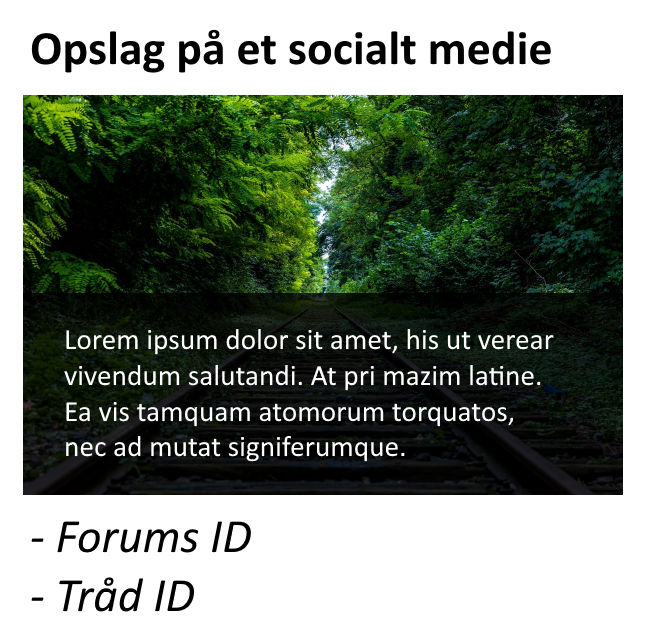 Opslag på et socialt medie
Lorem ipsum dolor sit amet, his ut verear
vivendum salutandi. At pri mazim latine.
Ea vis tamquam atomorum torquatos,
nec ad mutat signiferumque.
- Forums ID
- Tråd ID